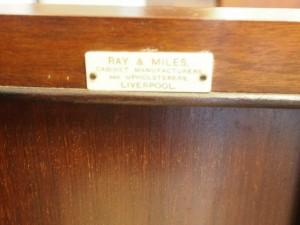 RAY & MILES,
CABINET MANUFACTURERS
AND UPHOLSTERERS,
LIVERPOOL.